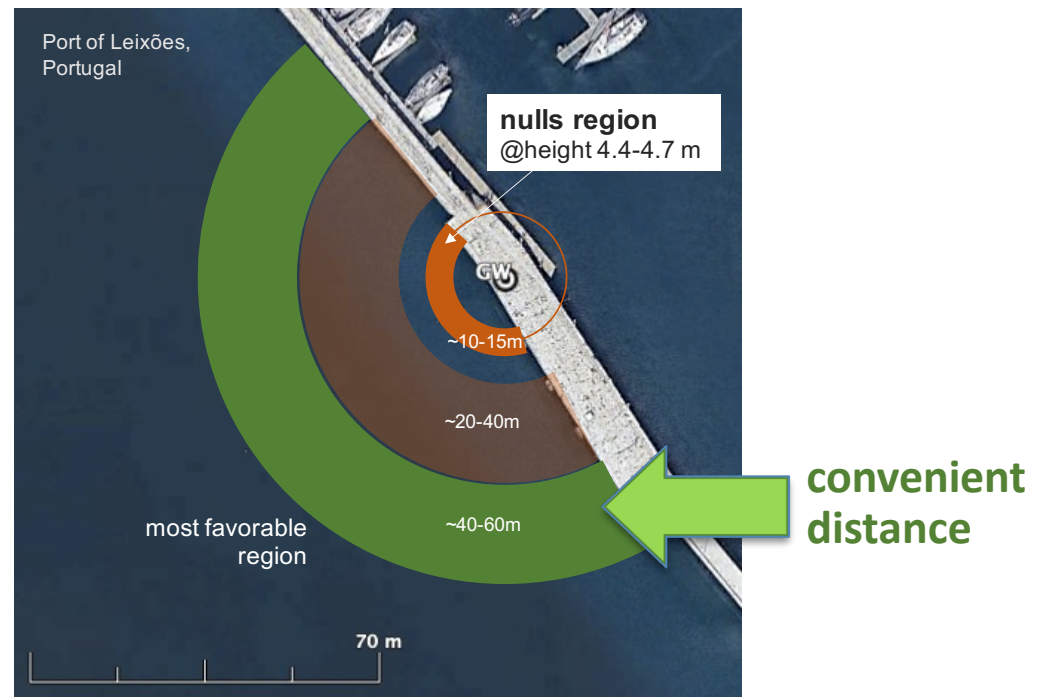 Port of Leixões,
Portugal
nulls region
@height 4.4-4.7 m
GW
~10-15m
~20-40m
~40-60m
convenient
distance
most favorable
region
70 m